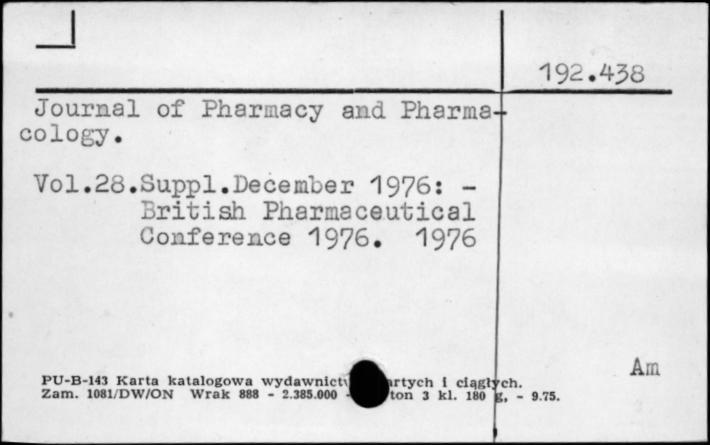 192.438
Journal of Pharmacy and Pharma-
cology.
Vol.28.Suppl.December 1976: -
British Pharmaceutical
Conference 1976. 1976
Am
PU-B-143 Karta katalogowa wydawnictw artych i ciągłych.
Zam. 1081/DW/ON Wrak 888 - 2.385.000 - ton 3 kl. 180 g, - 9.75.